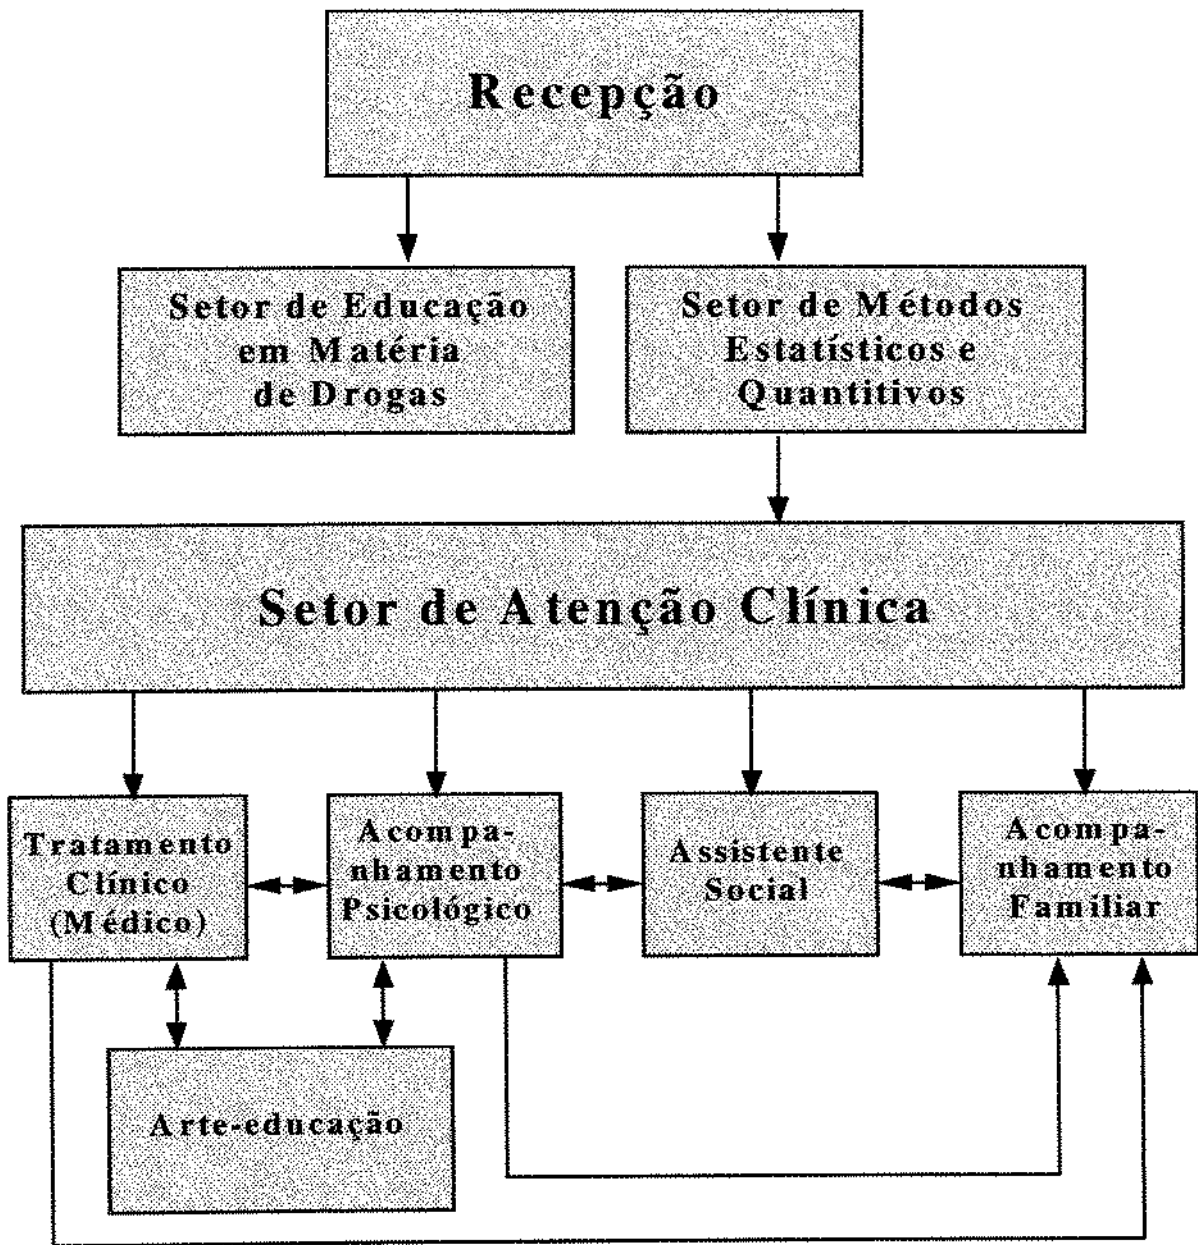 Recepção
Setor de Educação
em Matéria
de Drogas
Setor de Métodos
Estatísticos e
Quantitivos
Setor de Atenção Clínica
Tratamento
Clínico
(Médico)
Acompa-
nhamento
Psicológico
Assistente
Social
Acompa-
nhamento
Familiar
Arte-educação